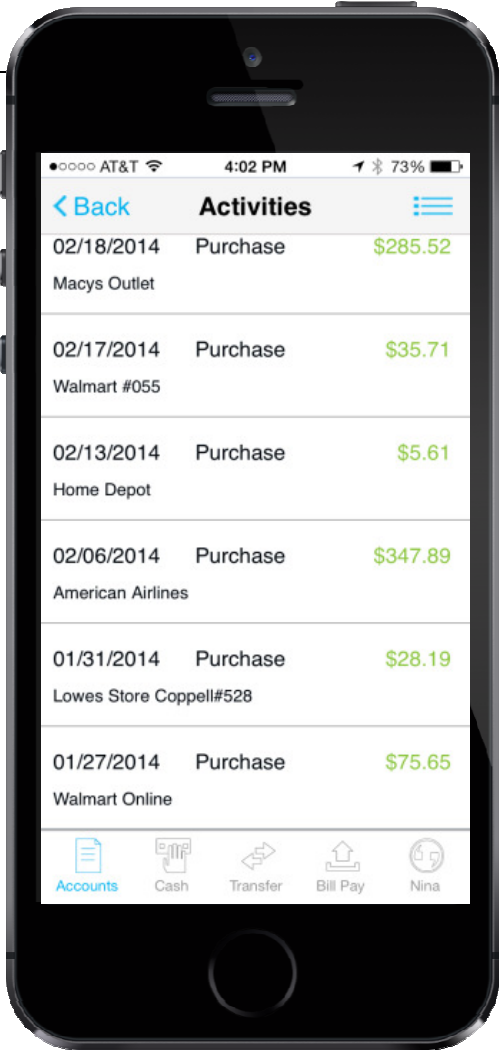 ●○○○○ AT&T 4:02 PM 73%
Back Activities
02/18/2014 Purchase $285.52
Macys Outlet
02/17/2014 Purchase $35.71
Walmart #055
02/13/2014 Purchase $5.61
Home Depot
02/06/2014 Purchase $347.89
American Airlines
01/31/2014 Purchase $28.19
Lowes Store Coppell#528
01/27/2014 Purchase $75.65
Walmart Online
Accounts Cash Transfer Bill Pay Nina